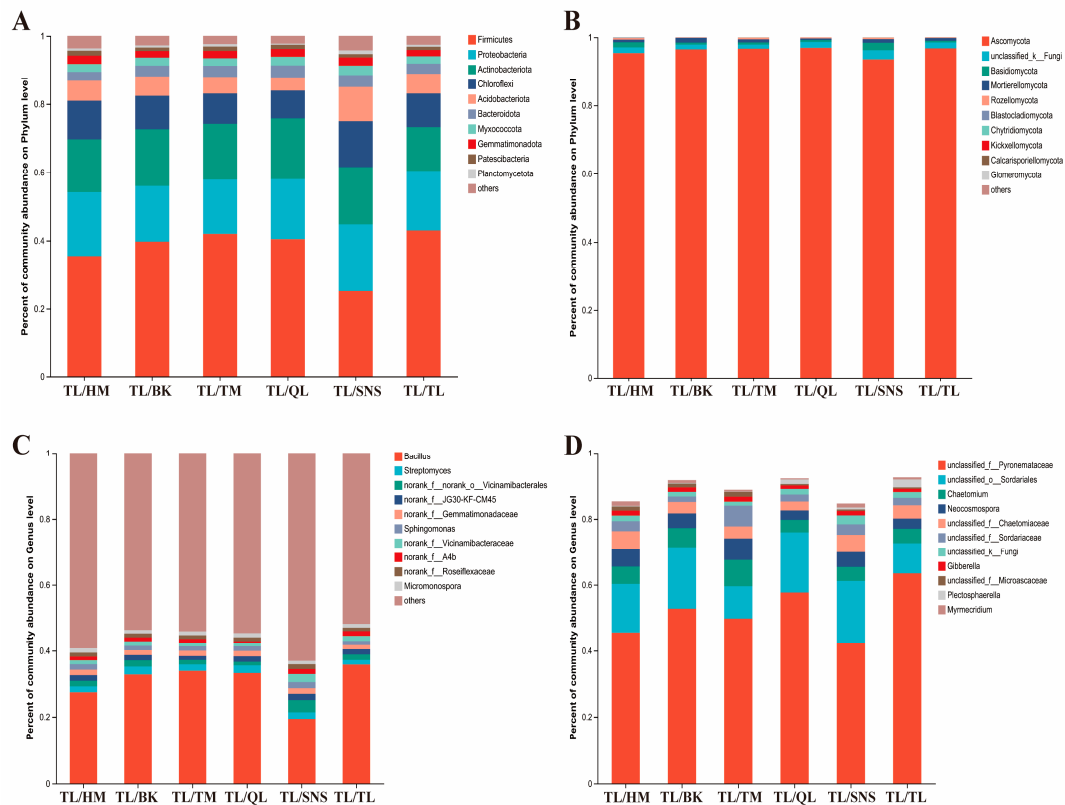 A
Percent of community abundance on Phylum level
1
0.8
0.6
0.4
0.2
0
TL/HM TL/BK TL/TM TL/QL TL/SNS TL/TL
Firmicutes
Proteobacteria
Actinobacteriota
Chloroflexi
Acidobacteriota
Bacteroidota
Myxococcota
Gemmatimonadota
Patescibacteria
Planctomycetota
others
B
Percent of community abundance on Phylum level
1
0.8
0.6
0.4
0.2
0
TL/HM TL/BK TL/TM TL/QL TL/SNS TL/TL
Ascomycota
unclassified_k__Fungi
Basidiomycota
Mortierellomycota
Rozellomycota
Blastocladiomycota
Chytridiomycota
Kickxellomycota
Calcarisporiellomycota
Glomeromycota
others
C
Percent of community abundance on Genus level
1
0.8
0.6
0.4
0.2
0
TL/HM TL/BK TL/TM TL/QL TL/SNS TL/TL
Bacillus
Streptomyces
norank_f__norank_o__Vicinamibacterales
norank_f__JG30-KF-CM45
norank_f__Gemmatimonadaceae
Sphingomonas
norank_f__Vicinamibacteraceae
norank_f__A4b
norank_f__Roseiflexaceae
Micromonospora
others
D
Percent of community abundance on Genus level
1
0.8
0.6
0.4
0.2
0
TL/HM TL/BK TL/TM TL/QL TL/SNS TL/TL
unclassified_f__Pyronemataceae
unclassified_o__Sordariales
Chaetomium
Neocosmospora
unclassified_f__Chaetomiaceae
unclassified_f__Sordariaceae
unclassified_k__Fungi
Gibberella
unclassified_f__Microascaceae
Plectosphaerella
Myrmecridium